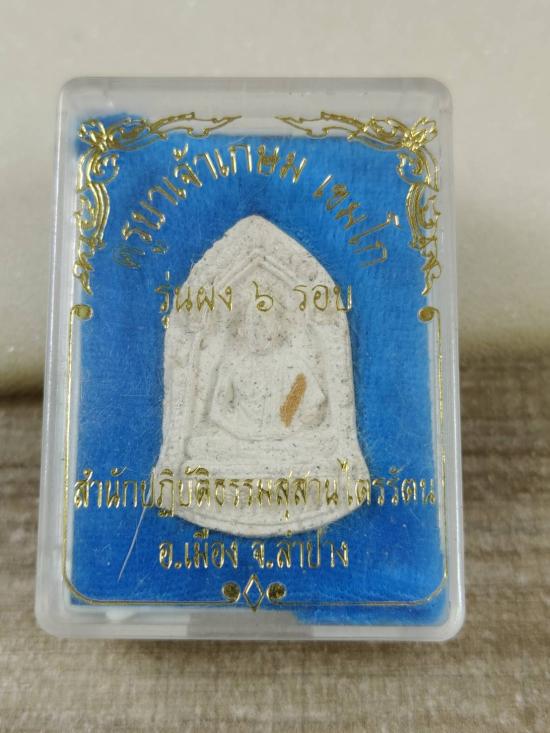 ครูบาเจ้าเกษม เขมโก
รุ่นผง ๖ รอบ
สำนักปฏิบัติธรรมสุสานไตรรัตน
อ.เมือง จ.ลำปาง